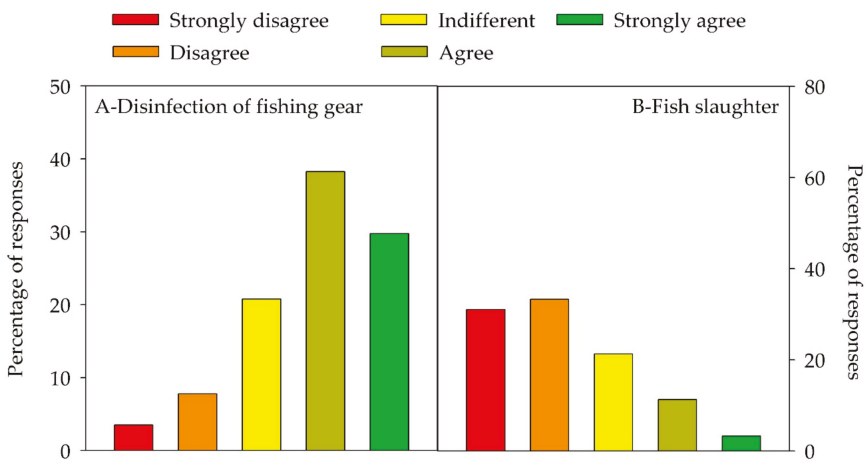 Strongly disagree Indifferent Strongly agree
Disagree Agree
50 80
A-Disinfection of fishing gear B-Fish slaughter
40 60
30 40
20 20
10
0 0
Percentage of responses
Percentage of responses